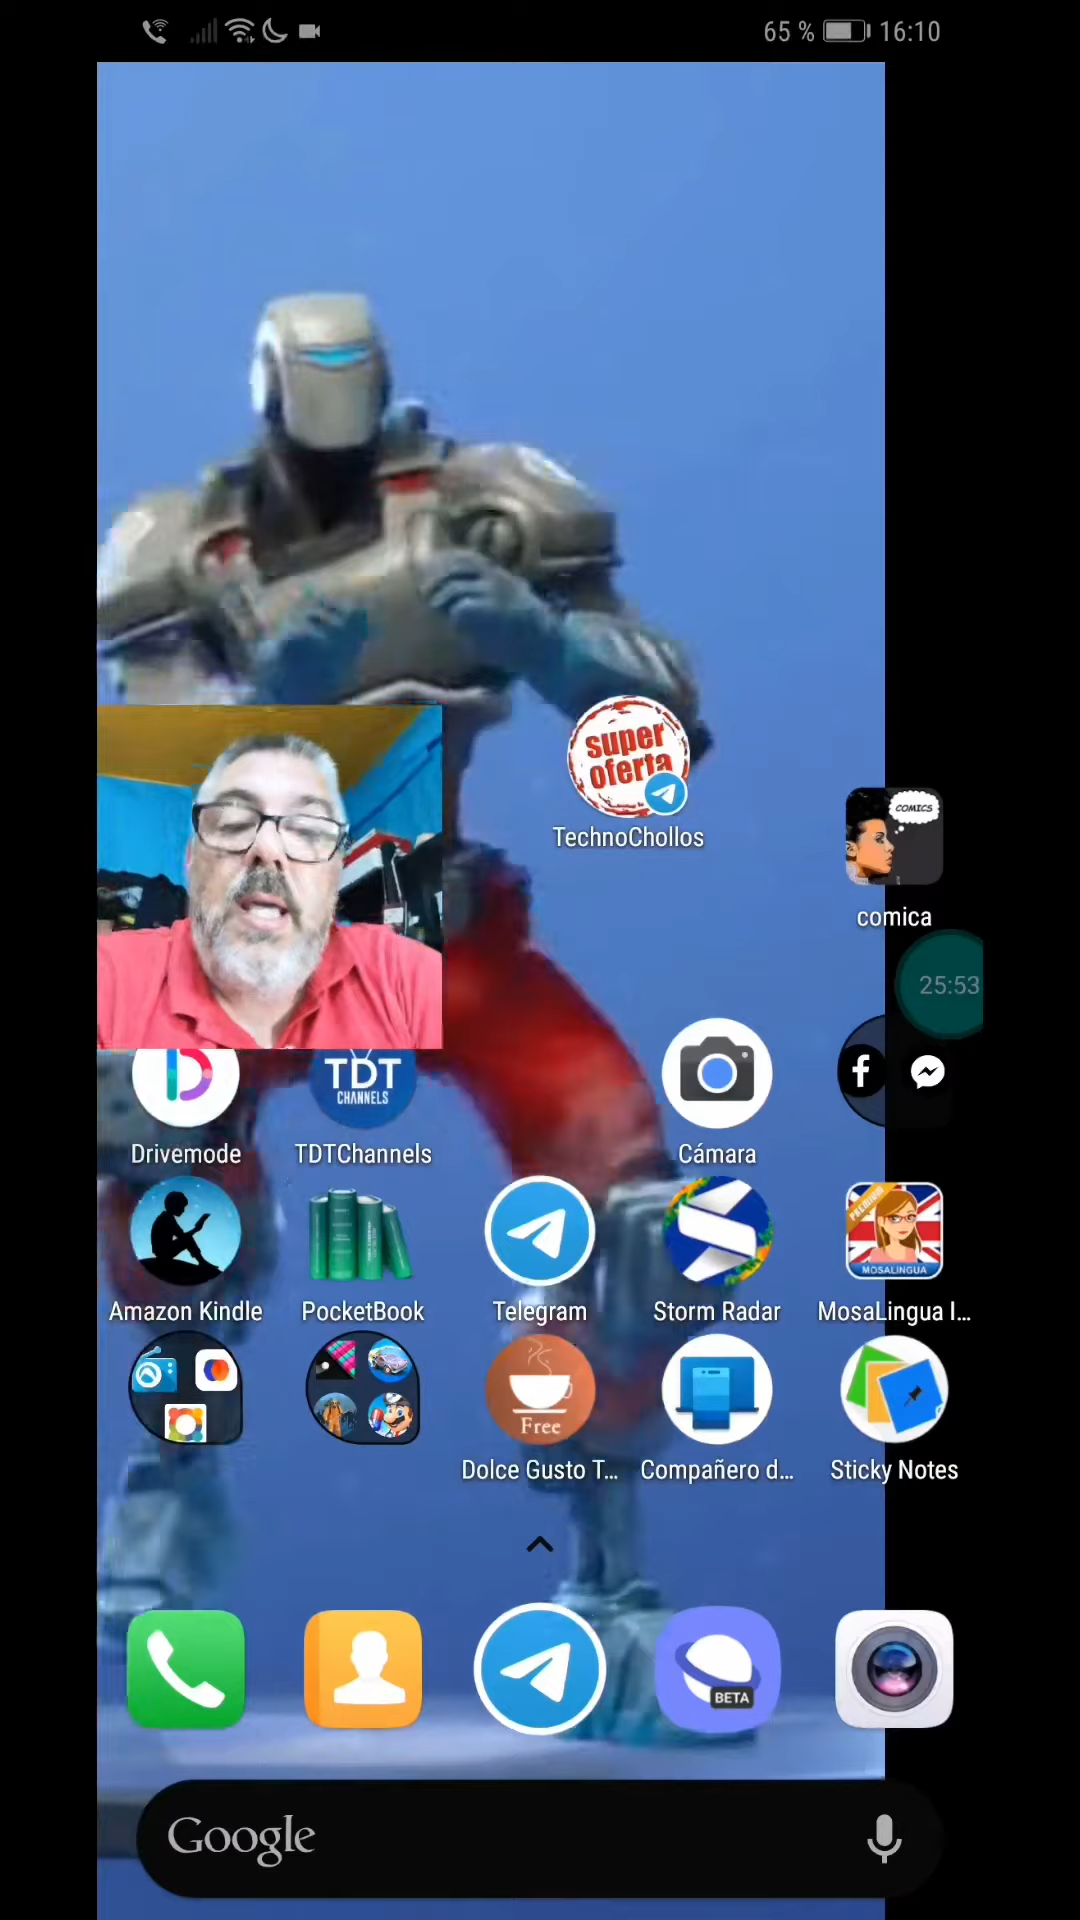 65 % 16:10
super
oferta
TechnoChollos
COMICS
comica
25:53
TDT
CHANNELS
Drivemode
TDTChannels
Cámara
PREMIUM
MOSALINGUA
Amazon Kindle
PocketBook
Telegram
Storm Radar
MosaLingua I...
Free
Dolce Gusto T...
Compañero d...
Sticky Notes
BETA
Google